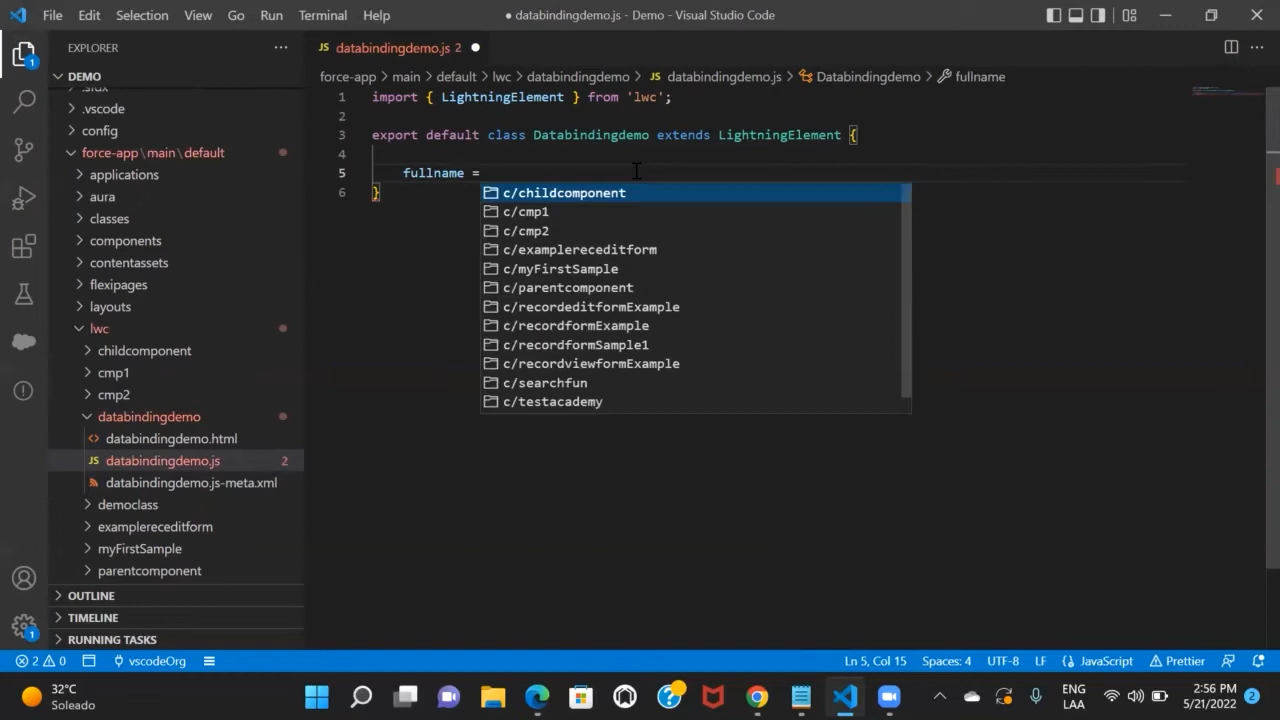 File Edit Selection View Go Run Terminal Help
● databindingdemo.js - Demo - Visual Studio Code
1
EXPLORER
DEMO
.sfdx
.vscode
config
force-app\main\default
applications
aura
classes
components
contentassets
flexipages
layouts
lwc
childcomponent
cmp1
cmp2
databindingdemo
databindingdemo.html
JS databindingdemo.js 2
databindingdemo.js-meta.xml
democlass
examplereceditform
myFirstSample
parentcomponent
OUTLINE
TIMELINE
RUNNING TASKS
1
JS databindingdemo.js 2 ●
force-app > main > default > lwc > databindingdemo > JS databindingdemo.js > Databindingdemo > fullname
1 import { LightningElement } from 'lwc';
2
3 export default class Databindingdemo extends LightningElement {
4
5 fullname =
6 }
c/childcomponent
c/cmp1
c/cmp2
c/examplereceditform
c/myFirstSample
c/parentcomponent
c/recordeditformExample
c/recordformExample
c/recordformSample1
c/recordviewformExample
c/searchfun
c/testacademy
2 0 vscodeOrg Ln 5, Col 15 Spaces: 4 UTF-8 LF JavaScript Prettier
32°C
Soleado
ENG
LAA
2:56 PM
5/21/2022
2